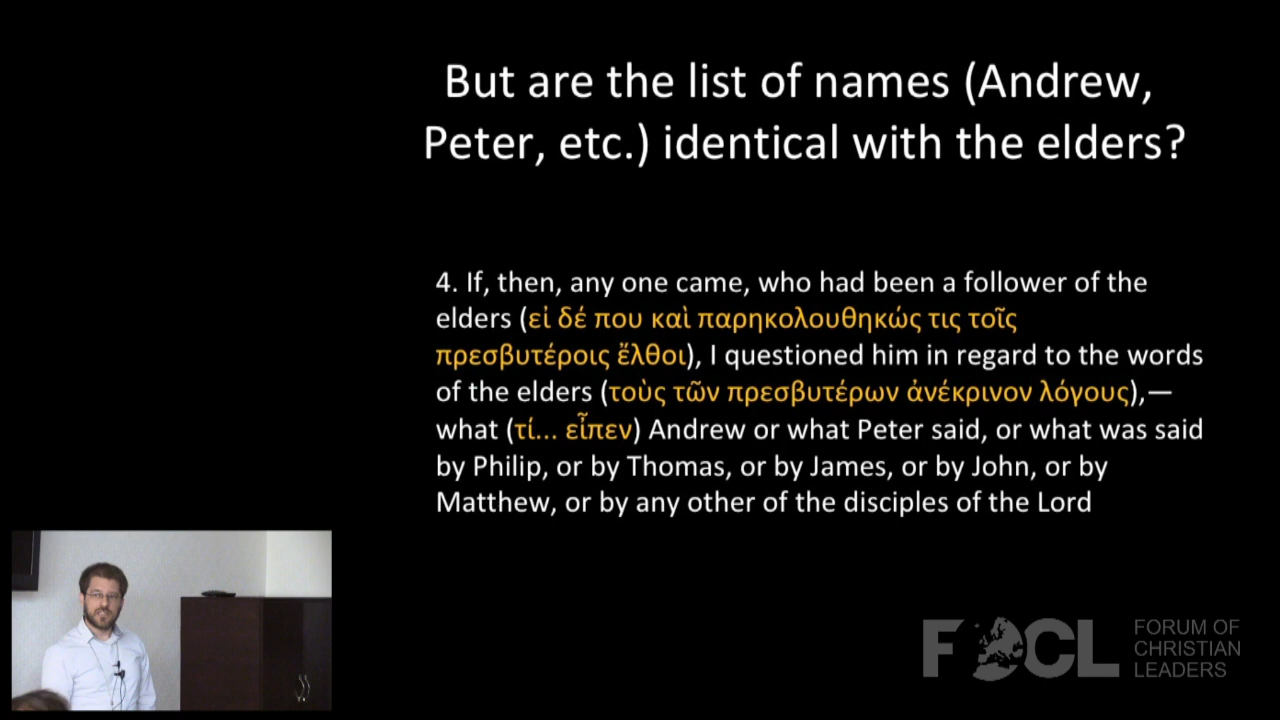 But are the list of names (Andrew,
Peter, etc.) identical with the elders?
4. If, then, any one came, who had been a follower of the
elders (εἰ δέ που καὶ παρηκολουθηκώς τις τοῖς
πρεσβυτέροις ἔλθοι), I questioned him in regard to the words
of the elders (τοὺς τῶν πρεσβυτέρων ἀνέκρινον λόγους),—
what (τί... εἶπεν) Andrew or what Peter said, or what was said
by Philip, or by Thomas, or by James, or by John, or by
Matthew, or by any other of the disciples of the Lord
FOCL
FORUM OF
CHRISTIAN
LEADERS